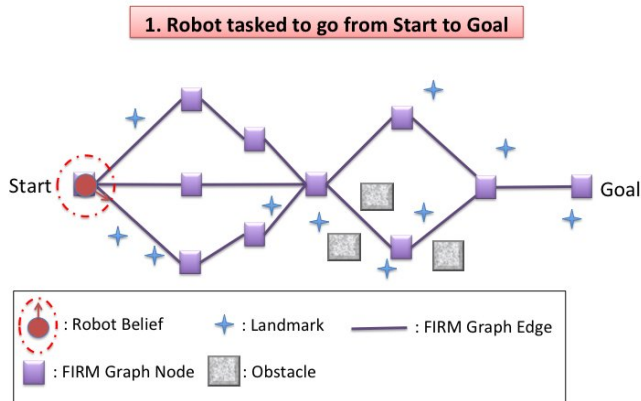 1. Robot tasked to go from Start to Goal
Start
Goal
: Robot Belief
: Landmark
: FIRM Graph Edge
: FIRM Graph Node
: Obstacle